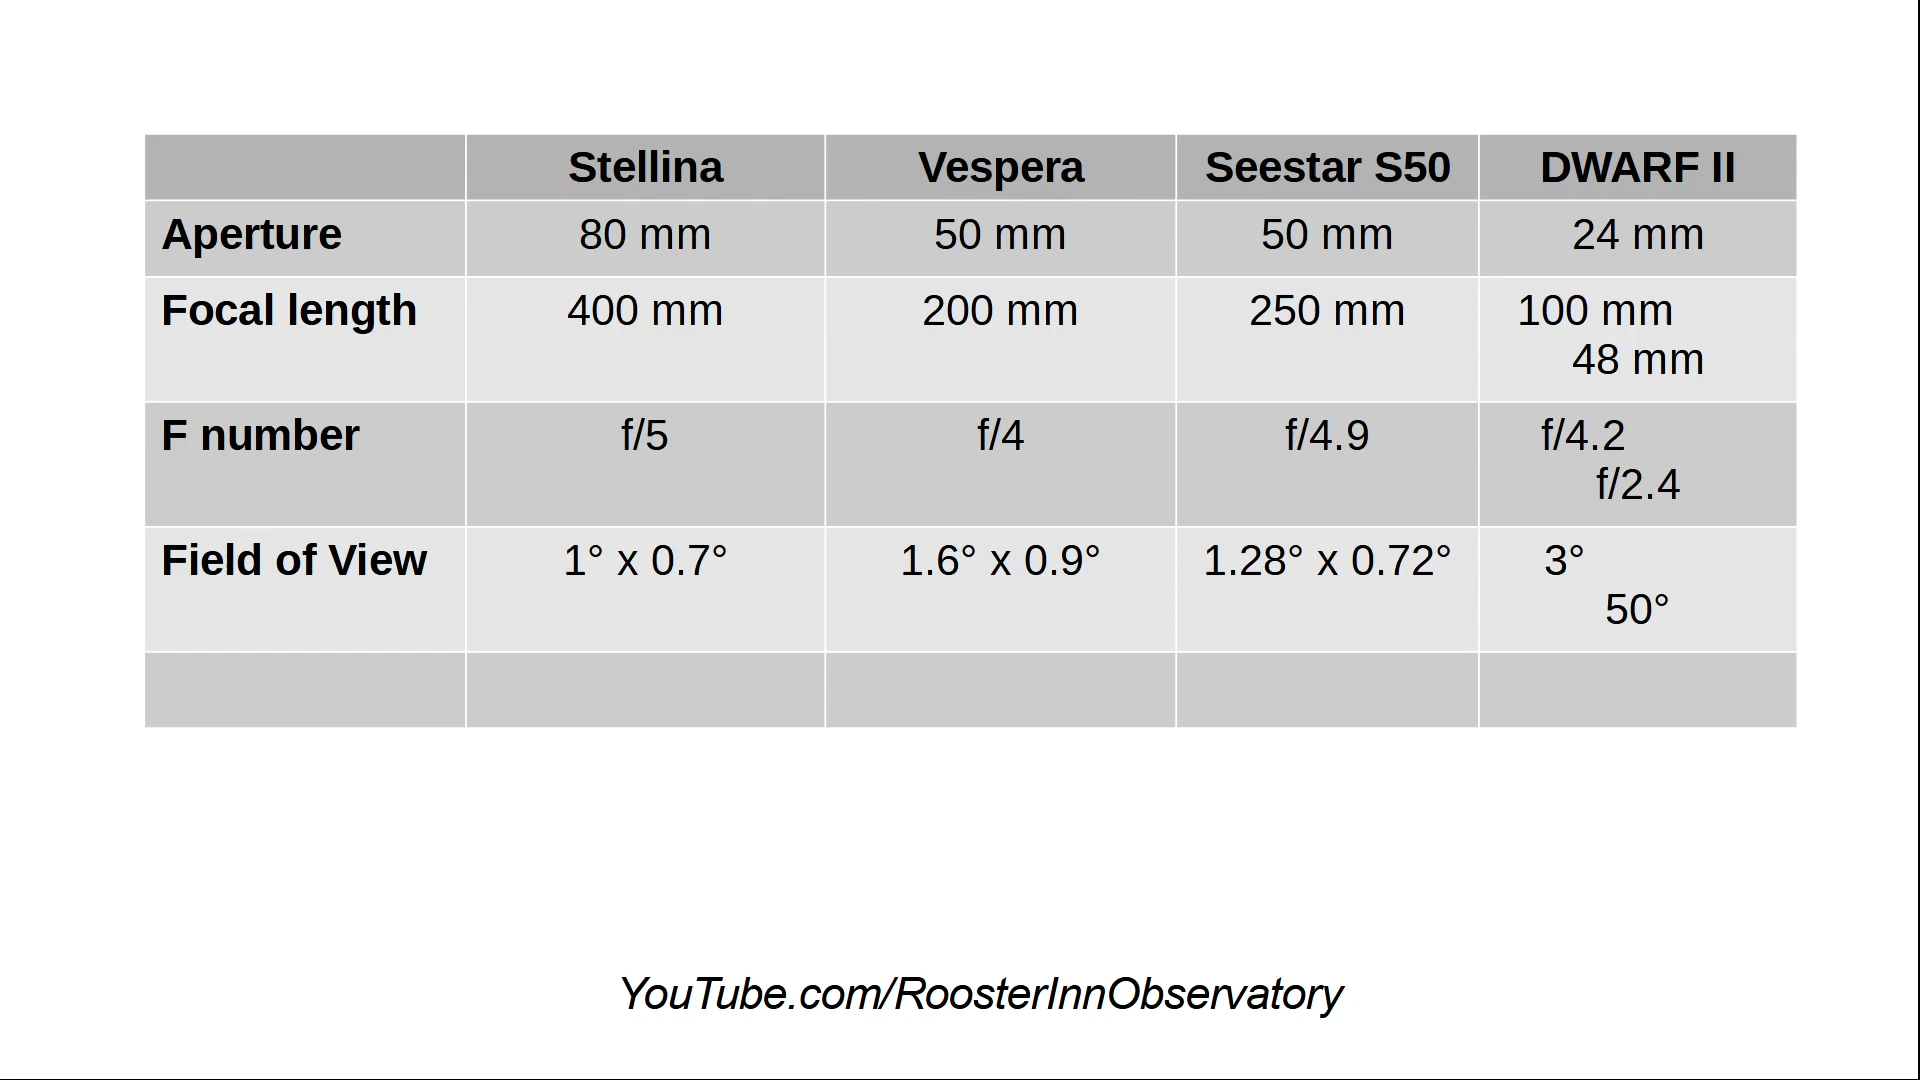 Stellina Vespera Seestar S50 DWARF II
Aperture 80 mm 50 mm 50 mm 24 mm
Focal length 400 mm 200 mm 250 mm 100 mm
48 mm
F number f/5 f/4 f/4.9 f/4.2
f/2.4
Field of View 1° x 0.7° 1.6° x 0.9° 1.28° x 0.72° 3°
50°
YouTube.com/RoosterInnObservatory